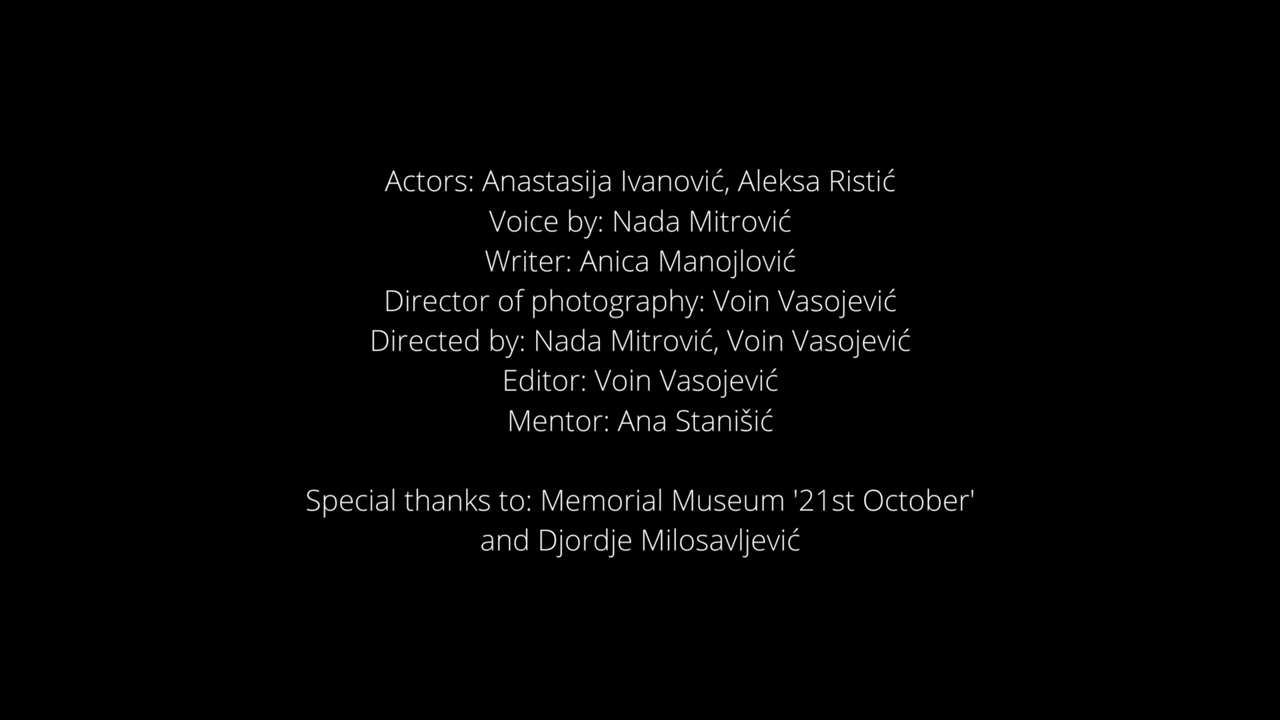 Actors: Anastasija Ivanović, Aleksa Ristić
Voice by: Nada Mitrović
Writer: Anica Manojlović
Director of photography: Voin Vasojević
Directed by: Nada Mitrović, Voin Vasojević
Editor: Voin Vasojević
Mentor: Ana Stanišić
Special thanks to: Memorial Museum '21st October'
and Djordje Milosavljević